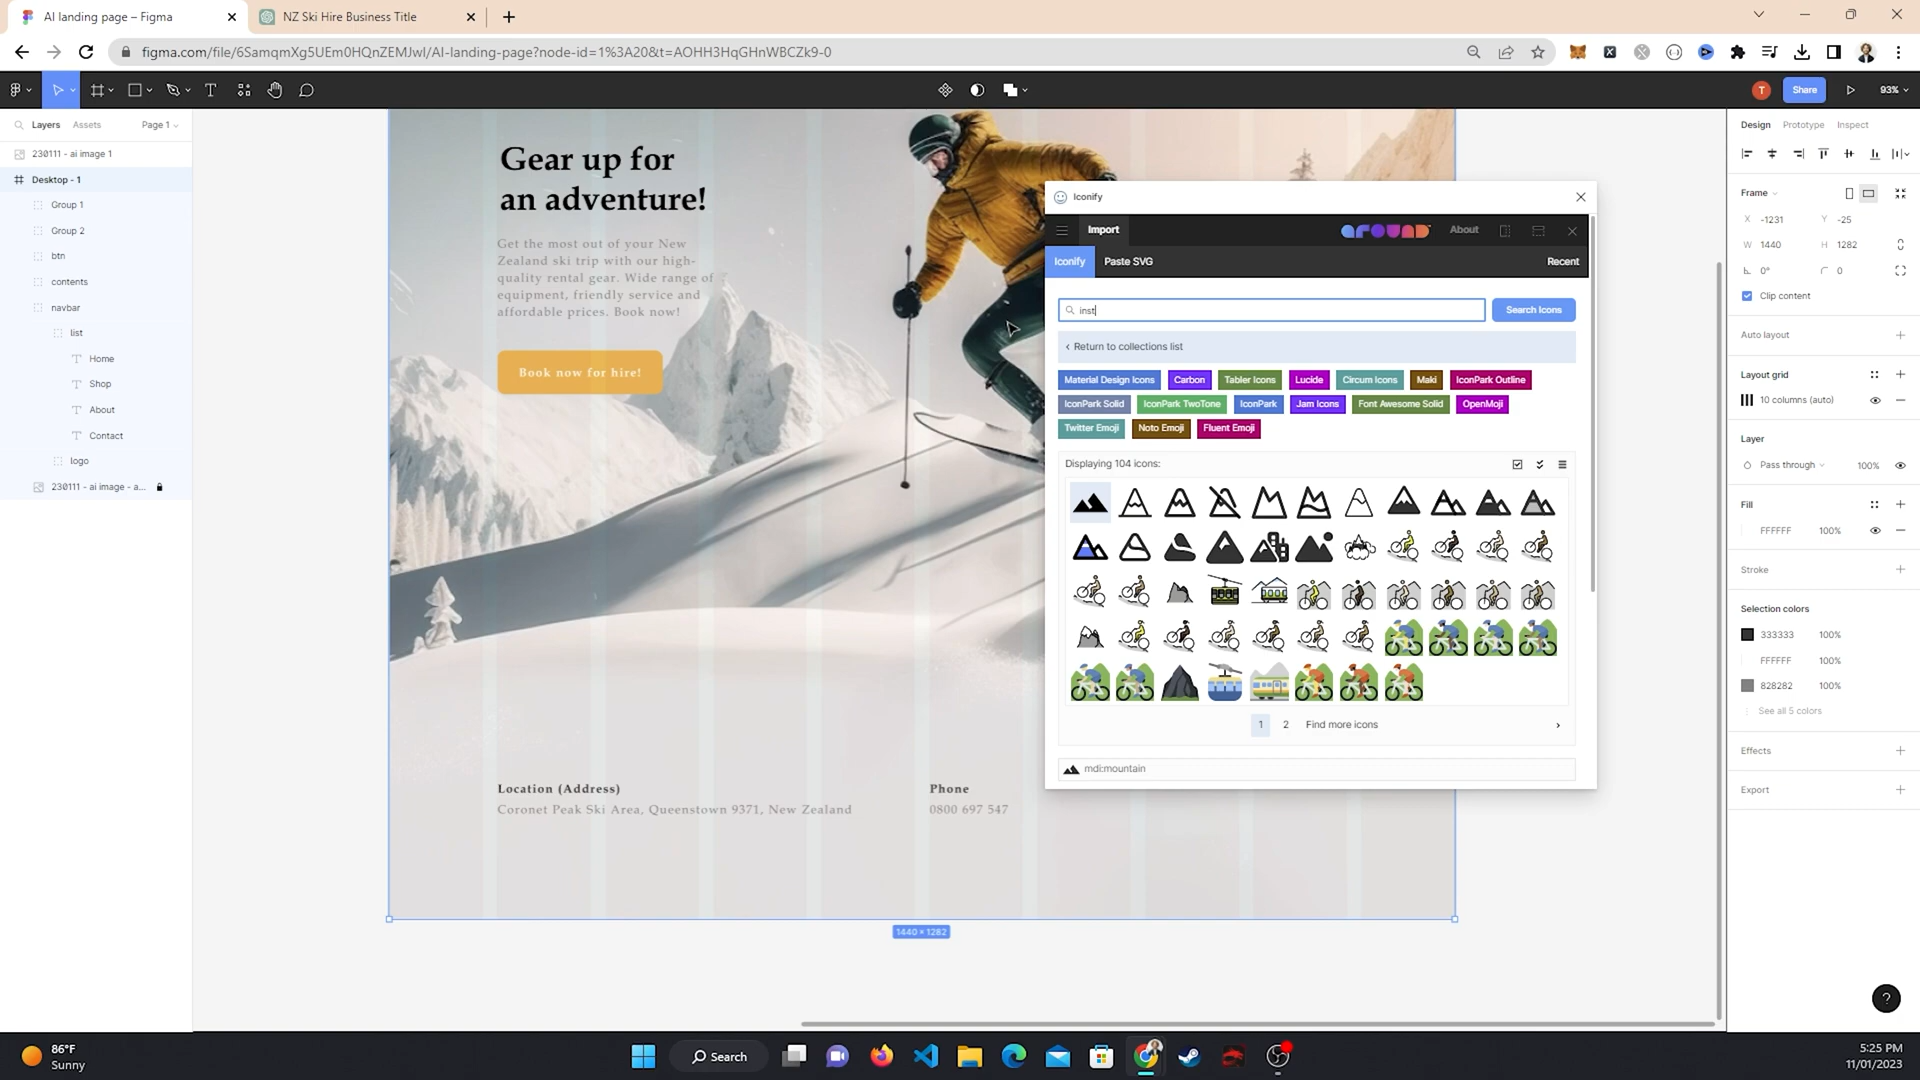 AI landing page – Figma
NZ Ski Hire Business Title
figma.com/file/6SamqmXg5UEm0HQnZEMJwI/AI-landing-page?node-id=1%3A20&t=AOHH3HqGHnWBCZk9-0
T
Share
93%
Layers
Assets
Page 1
230111 - ai image 1
Desktop - 1
Group 1
Group 2
btn
contents
navbar
list
Home
Shop
About
Contact
logo
230111 - ai image - a...
Gear up for
an adventure!
Get the most out of your New
Zealand ski trip with our high-
quality rental gear. Wide range of
equipment, friendly service and
affordable prices. Book now!
Book now for hire!
Location (Address)
Coronet Peak Ski Area, Queenstown 9371, New Zealand
Phone
0800 697 547
1440 × 1282
Iconify
Import
around
About
Iconify
Paste SVG
Recent
inst
Search Icons
Return to collections list
Material Design Icons
Carbon
Tabler Icons
Lucide
Circum Icons
Maki
IconPark Outline
IconPark Solid
IconPark TwoTone
IconPark
Jam Icons
Font Awesome Solid
OpenMoji
Twitter Emoji
Noto Emoji
Fluent Emoji
Displaying 104 icons:
1
2
Find more icons
mdi:mountain
Design
Prototype
Inspect
Frame
X -1231
Y -25
W 1440
H 1282
0°
0
Clip content
Auto layout
Layout grid
10 columns (auto)
Layer
Pass through
100%
Fill
FFFFFF 100%
Stroke
Selection colors
333333 100%
FFFFFF 100%
828282 100%
See all 5 colors
Effects
Export
?
86°F
Sunny
Search
5:25 PM
11/01/2023